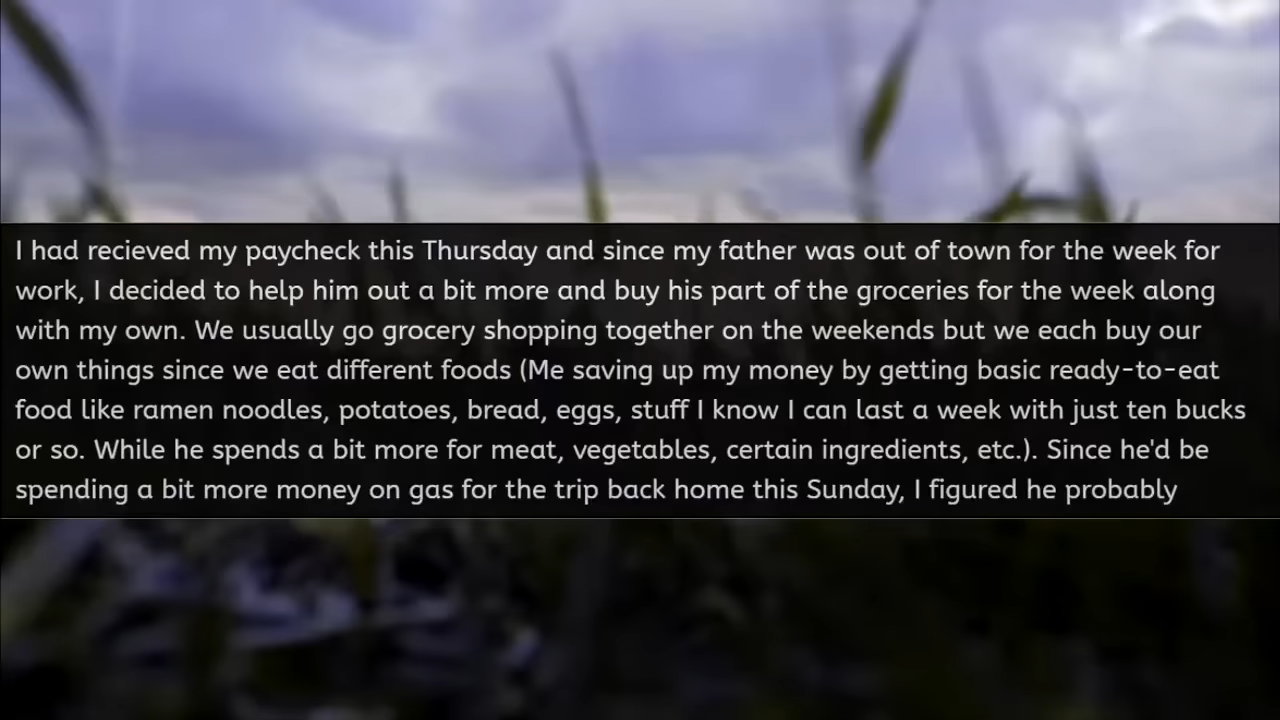 I had recieved my paycheck this Thursday and since my father was out of town for the week for
work, I decided to help him out a bit more and buy his part of the groceries for the week along
with my own. We usually go grocery shopping together on the weekends but we each buy our
own things since we eat different foods (Me saving up my money by getting basic ready-to-eat
food like ramen noodles, potatoes, bread, eggs, stuff I know I can last a week with just ten bucks
or so. While he spends a bit more for meat, vegetables, certain ingredients, etc.). Since he'd be
spending a bit more money on gas for the trip back home this Sunday, I figured he probably